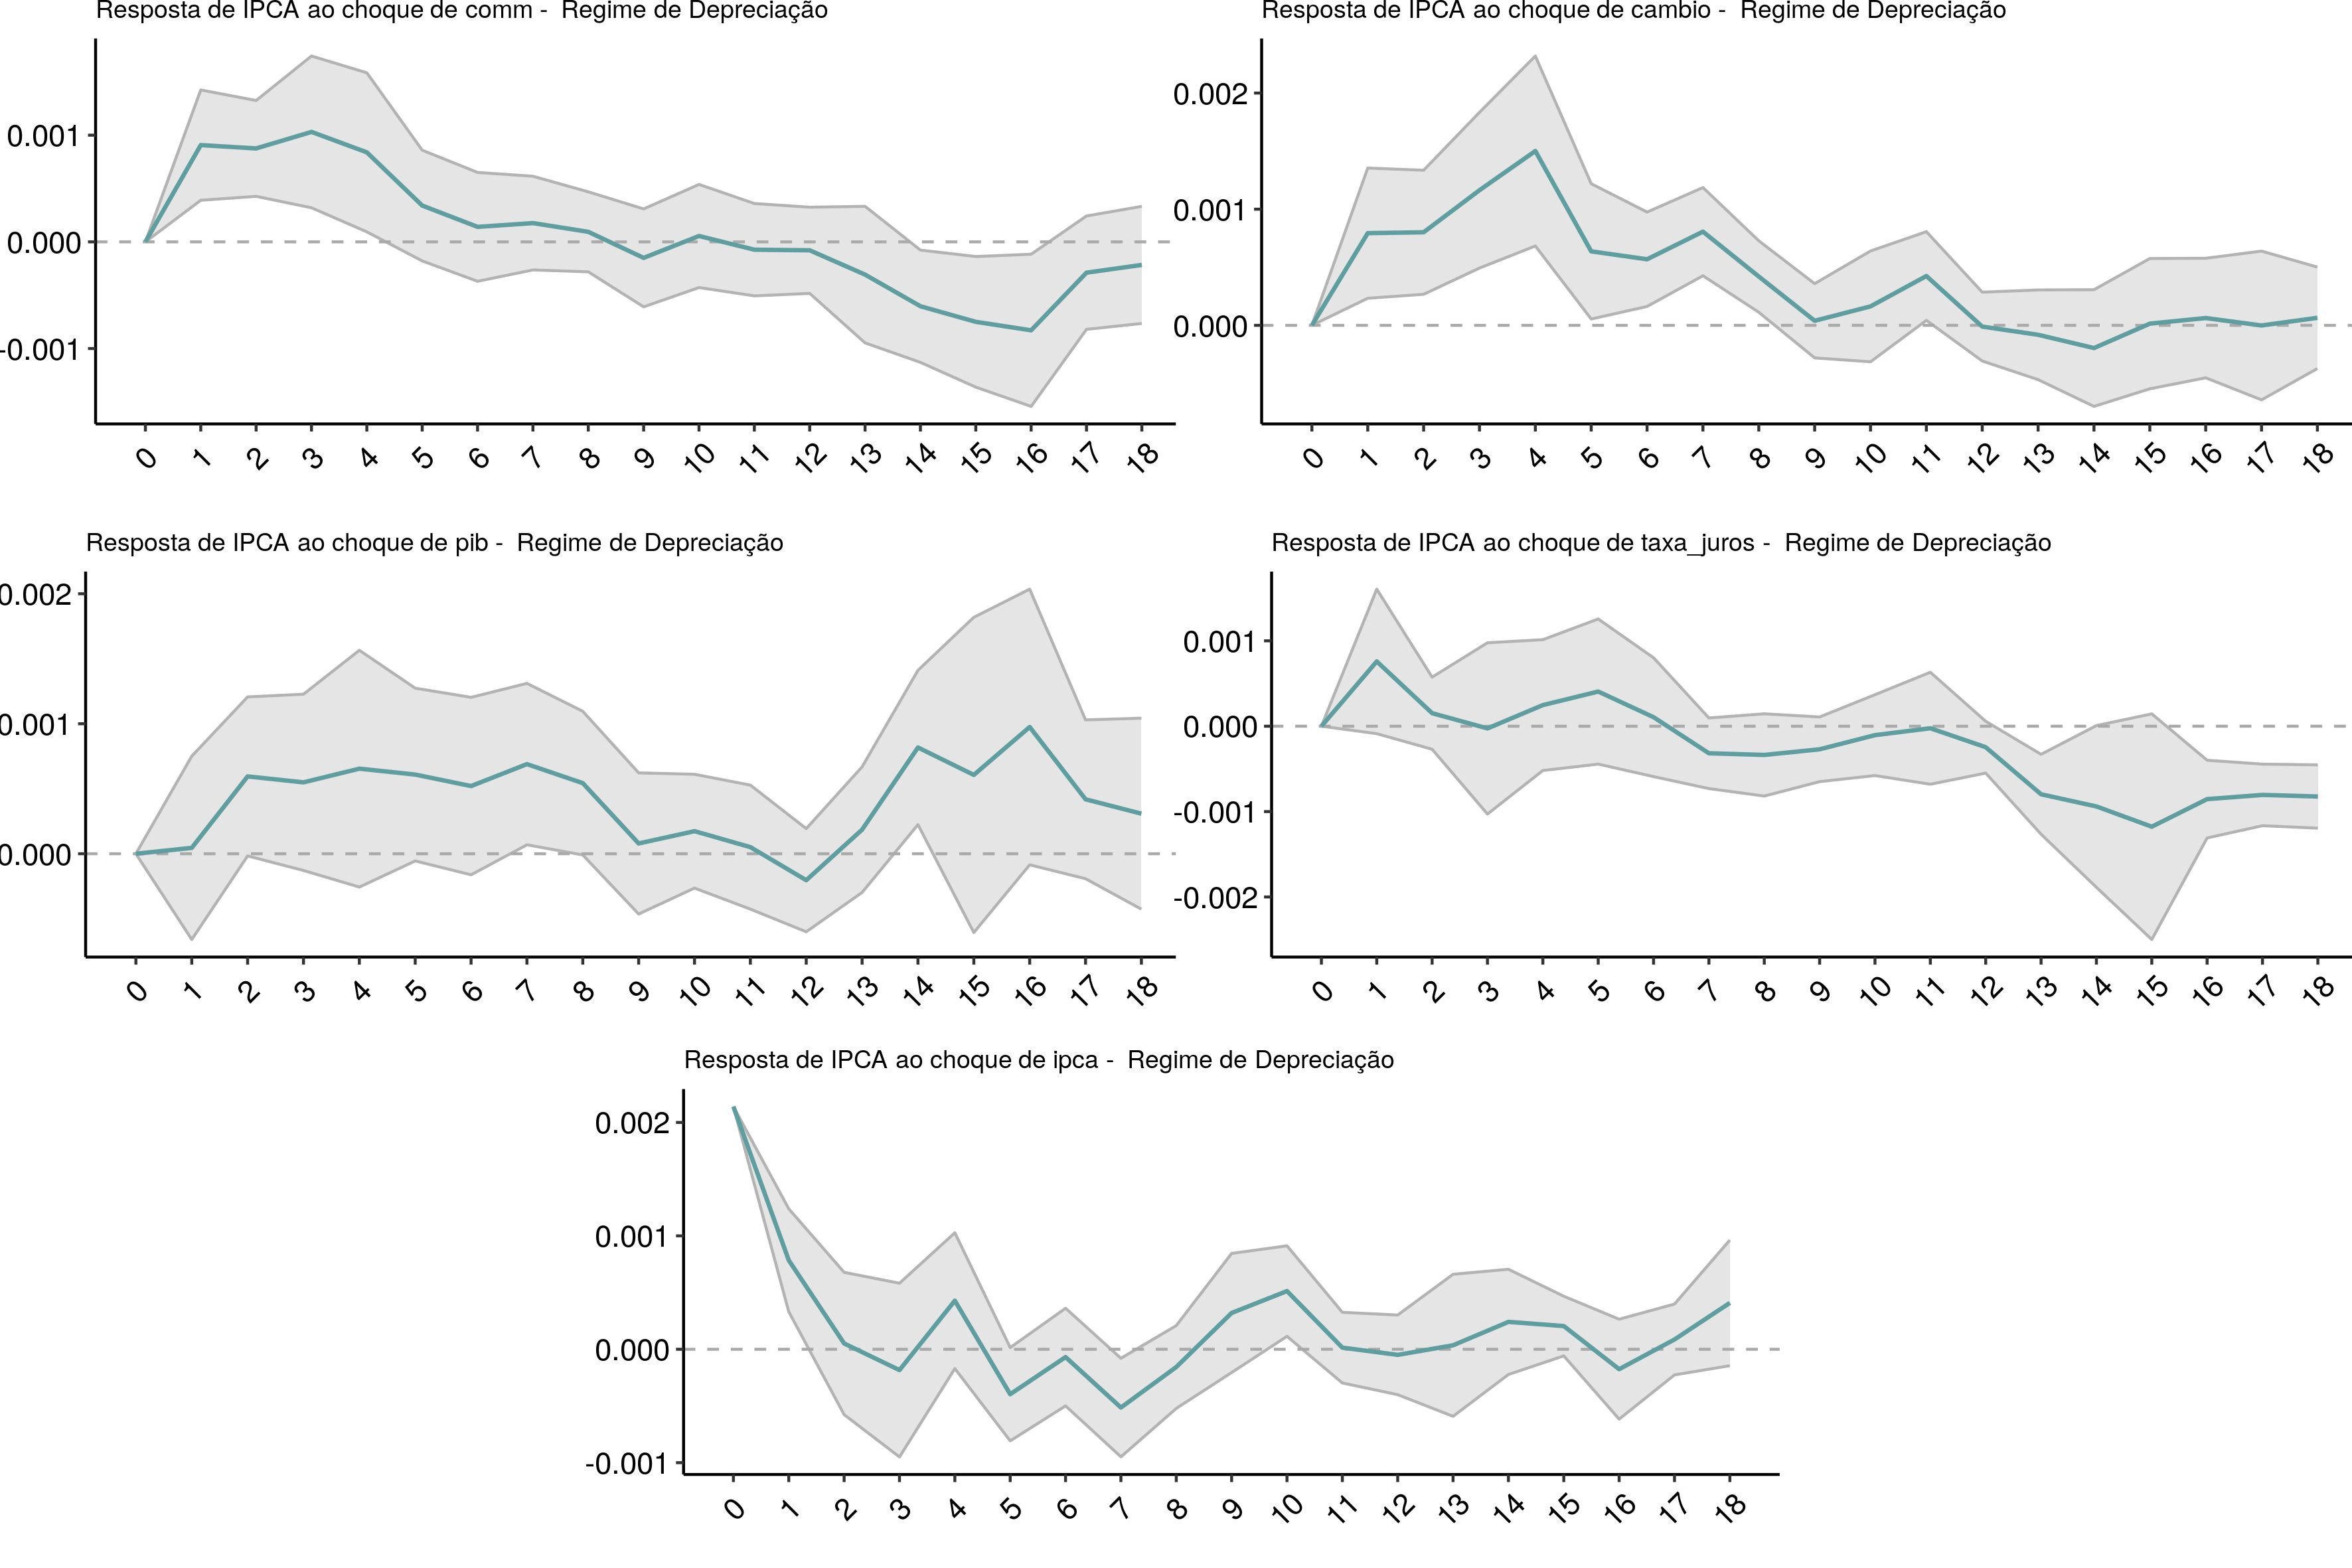 Resposta de IPCA ao choque de comm - Regime de Depreciação
0.001
0.000
-0.001
0 1 2 3 4 5 6 7 8 9 10 11 12 13 14 15 16 17 18
Resposta de IPCA ao choque de cambio - Regime de Depreciação
0.002
0.001
0.000
0 1 2 3 4 5 6 7 8 9 10 11 12 13 14 15 16 17 18
Resposta de IPCA ao choque de pib - Regime de Depreciação
0.002
0.001
0.000
0 1 2 3 4 5 6 7 8 9 10 11 12 13 14 15 16 17 18
Resposta de IPCA ao choque de taxa_juros - Regime de Depreciação
0.001
0.000
-0.001
-0.002
0 1 2 3 4 5 6 7 8 9 10 11 12 13 14 15 16 17 18
Resposta de IPCA ao choque de ipca - Regime de Depreciação
0.002
0.001
0.000
-0.001
0 1 2 3 4 5 6 7 8 9 10 11 12 13 14 15 16 17 18